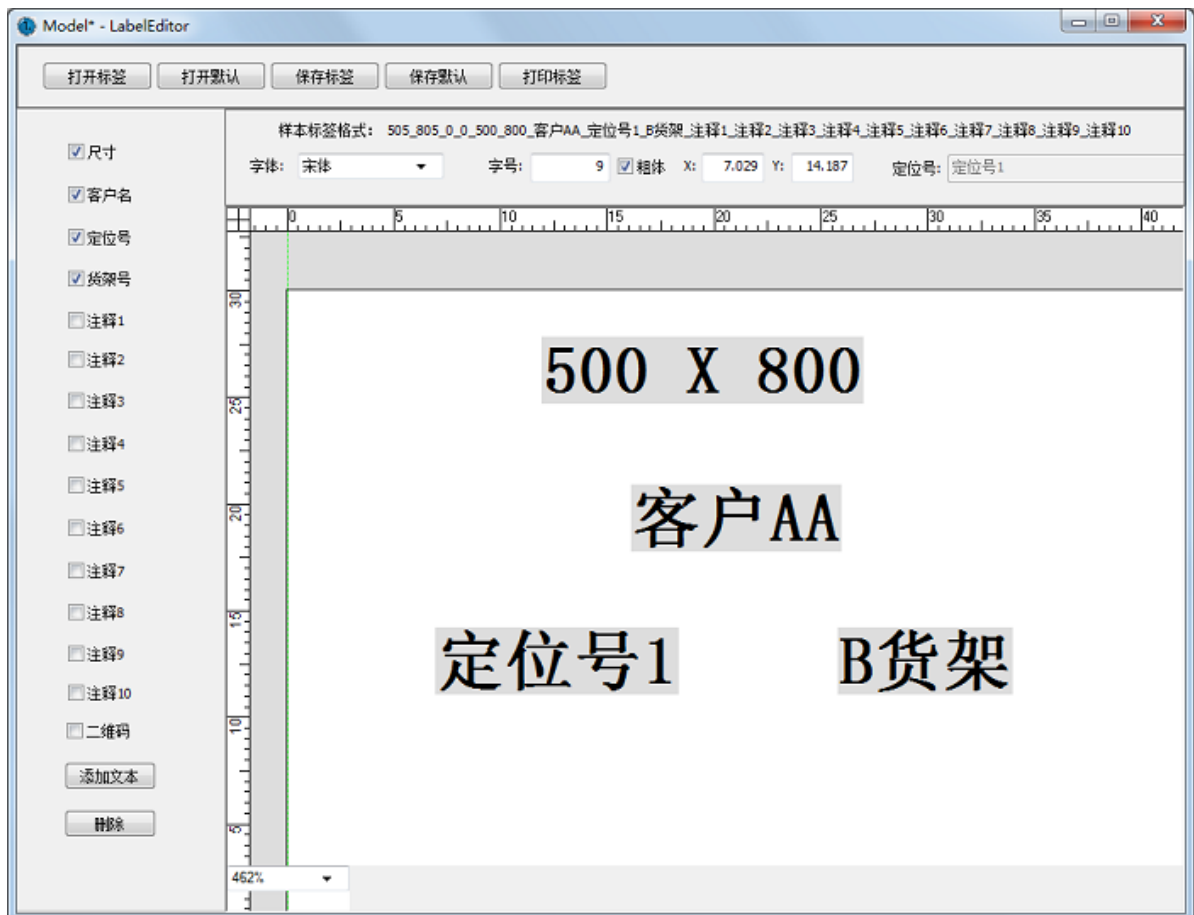 Model* - LabelEditor
打开标签 打开默认 保存标签 保存默认 打印标签
样本标签格式: 505_805_0_0_500_800_客户AA_定位号1_B货架_注释1_注释2_注释3_注释4_注释5_注释6_注释7_注释8_注释9_注释10
字体: 宋体 字号: 9 粗体 X: 7.029 Y: 14.187 定位号: 定位号1
尺寸
客户名
定位号
货架号
注释1
注释2
注释3
注释4
注释5
注释6
注释7
注释8
注释9
注释10
二维码
添加文本
删除
0 5 10 15 20 25 30 35 40
30
25
20
15
10
5
500 X 800
客户AA
定位号1 B货架
462%